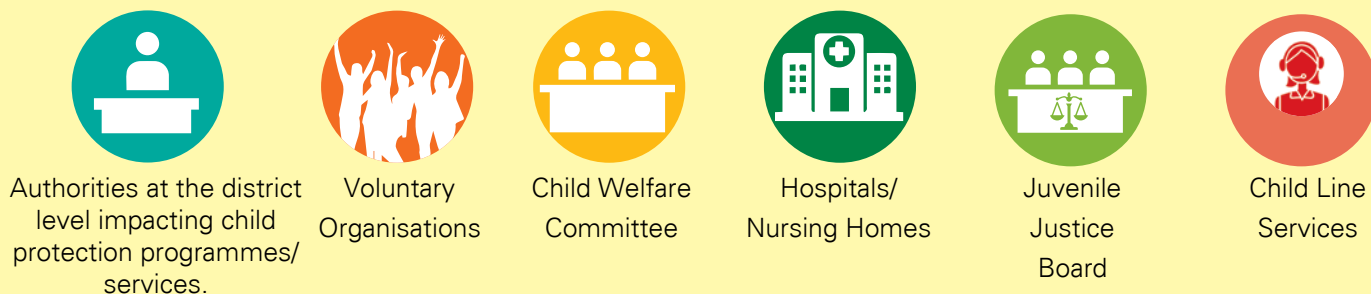 Authorities at the district
level impacting child
protection programmes/
services.
Voluntary
Organisations
Child Welfare
Committee
Hospitals/
Nursing Homes
Juvenile
Justice
Board
Child Line
Services